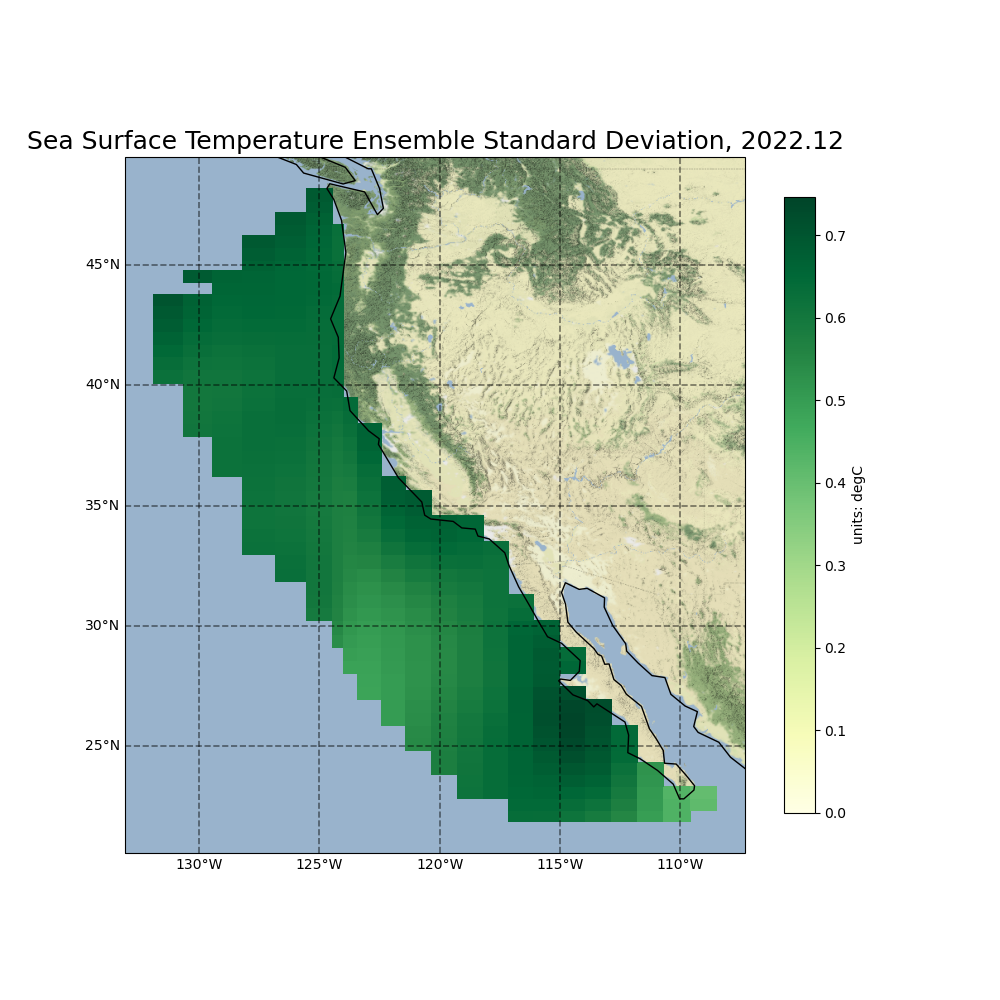 Sea Surface Temperature Ensemble Standard Deviation, 2022.12
45°N
40°N
35°N
30°N
25°N
130°W
125°W
120°W
115°W
110°W
0.7
0.6
0.5
0.4
0.3
0.2
0.1
0.0
units: degC